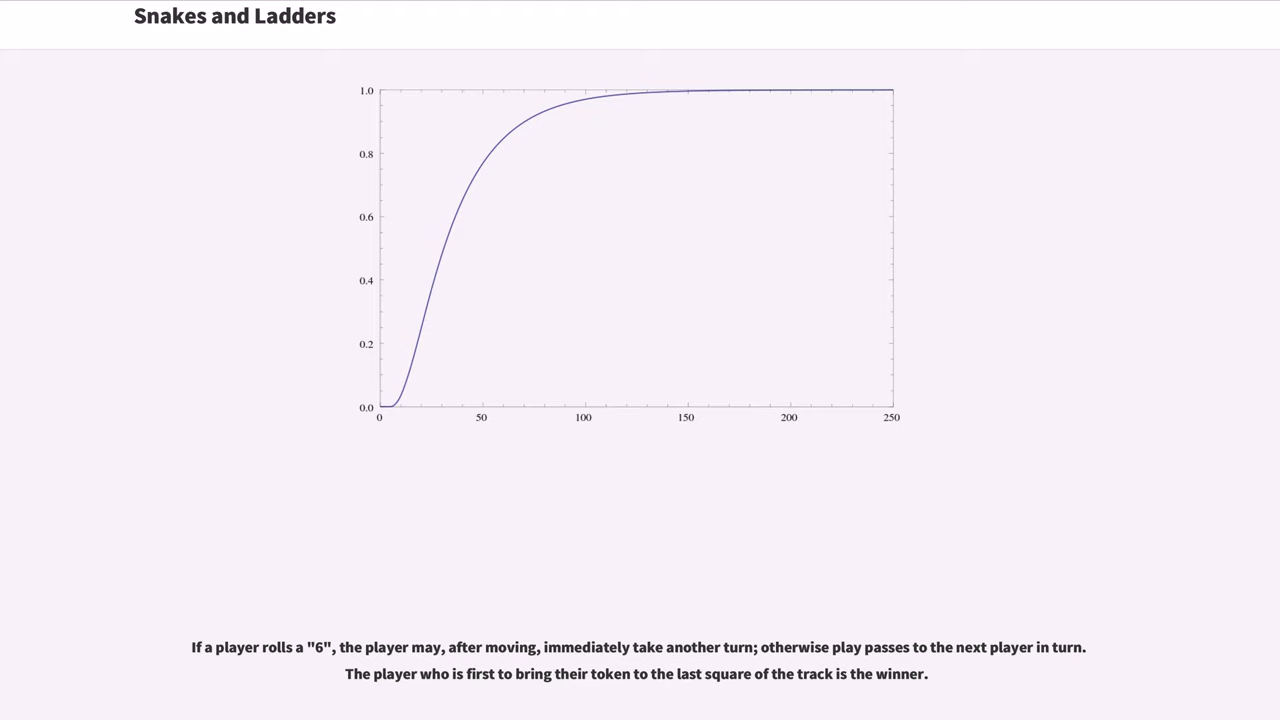 Snakes and Ladders
1.0
0.8
0.6
0.4
0.2
0.0
0 50 100 150 200 250
If a player rolls a "6", the player may, after moving, immediately take another turn; otherwise play passes to the next player in turn.
The player who is first to bring their token to the last square of the track is the winner.